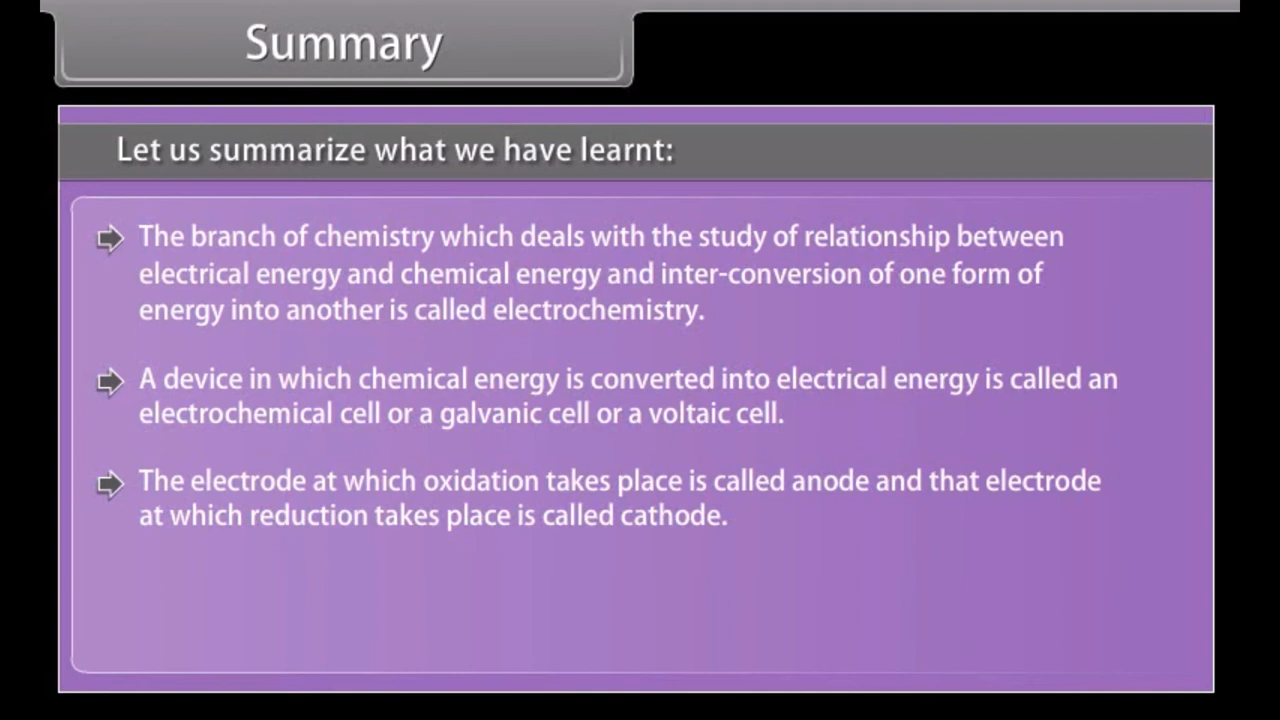 Summary
Let us summarize what we have learnt:
The branch of chemistry which deals with the study of relationship between
electrical energy and chemical energy and inter-conversion of one form of
energy into another is called electrochemistry.
A device in which chemical energy is converted into electrical energy is called an
electrochemical cell or a galvanic cell or a voltaic cell.
The electrode at which oxidation takes place is called anode and that electrode
at which reduction takes place is called cathode.